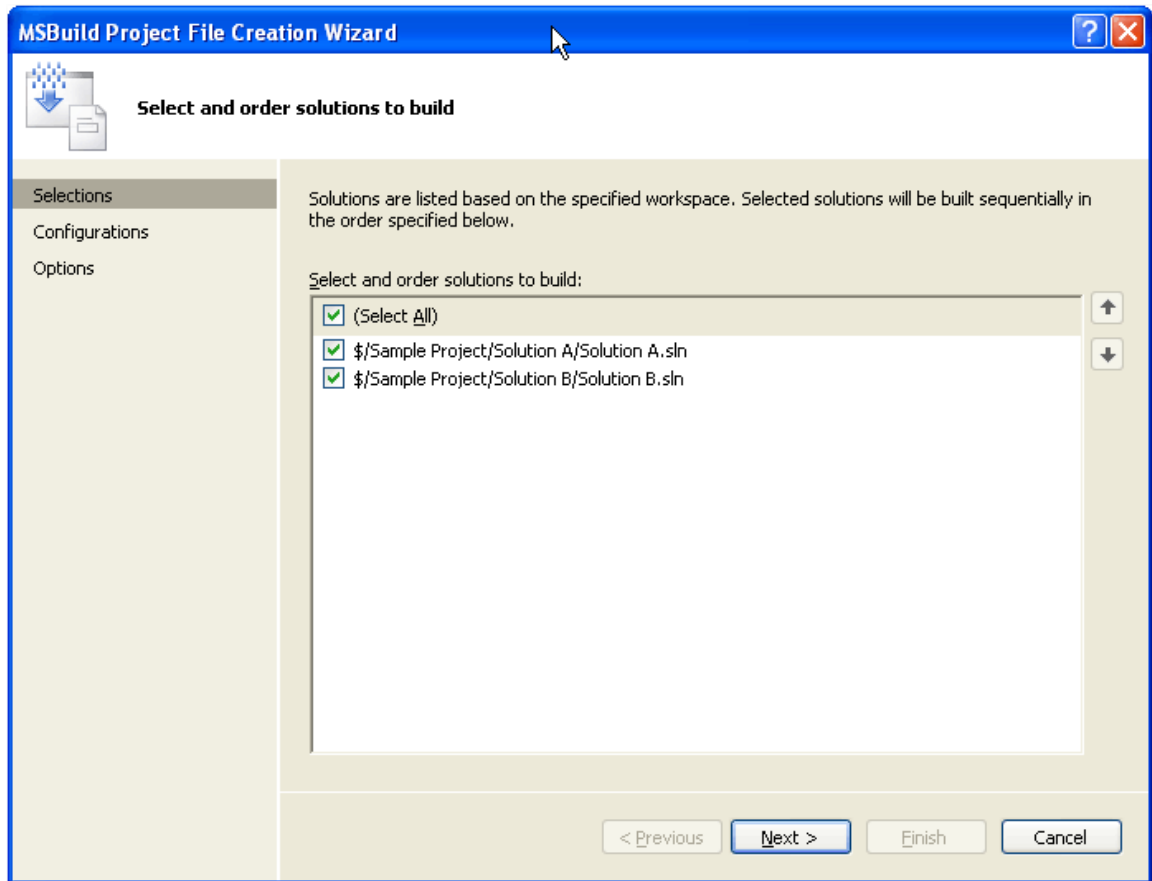 MSBuild Project File Creation Wizard
?
Select and order solutions to build
Selections
Configurations
Options
Solutions are listed based on the specified workspace. Selected solutions will be built sequentially in
the order specified below.
Select and order solutions to build:
(Select All)
$/Sample Project/Solution A/Solution A.sln
$/Sample Project/Solution B/Solution B.sln
< Previous
Next >
Finish
Cancel